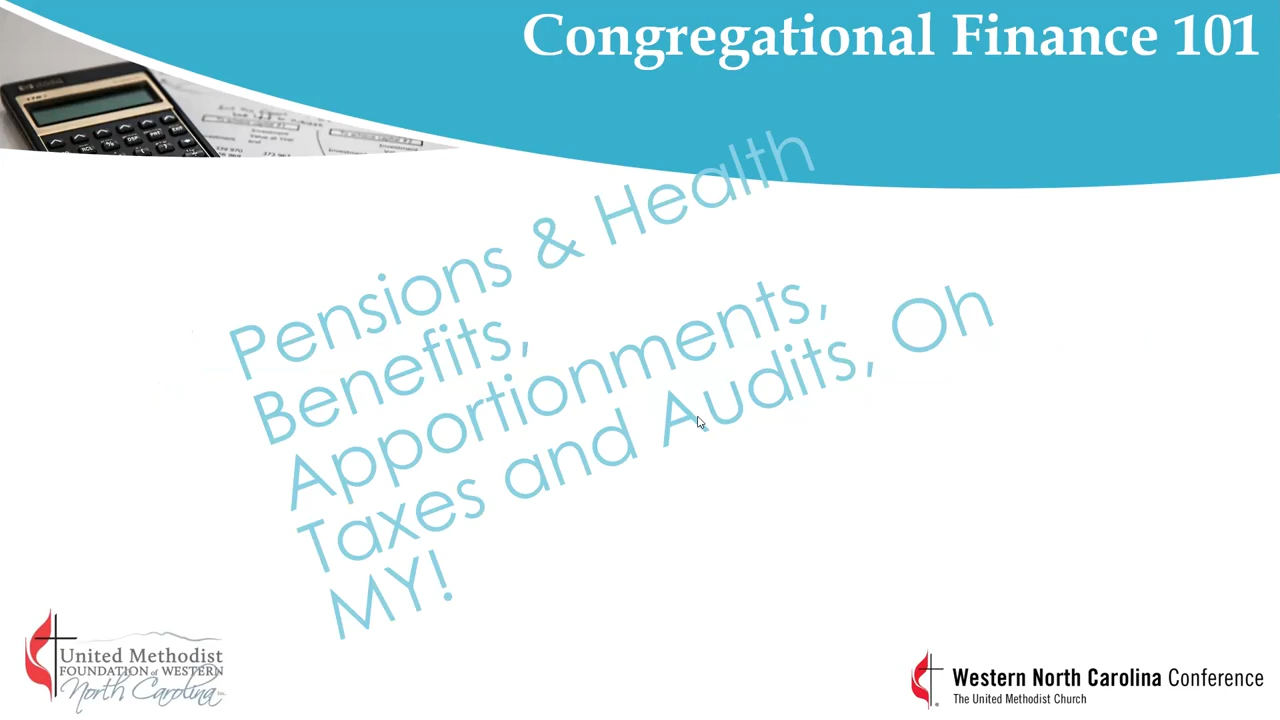 Congregational Finance 101
Pensions & Health
Benefits,
Apportionments,
Taxes and Audits, Oh
MY!
United Methodist
FOUNDATION of WESTERN
North Carolina
Western North Carolina Conference
The United Methodist Church